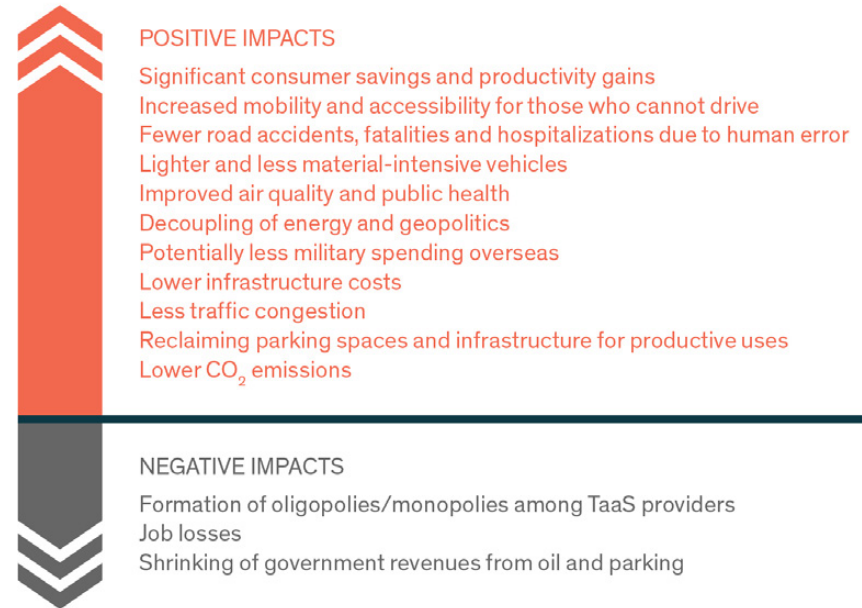 POSITIVE IMPACTS
Significant consumer savings and productivity gains
Increased mobility and accessibility for those who cannot drive
Fewer road accidents, fatalities and hospitalizations due to human error
Lighter and less material-intensive vehicles
Improved air quality and public health
Decoupling of energy and geopolitics
Potentially less military spending overseas
Lower infrastructure costs
Less traffic congestion
Reclaiming parking spaces and infrastructure for productive uses
Lower CO₂ emissions
NEGATIVE IMPACTS
Formation of oligopolies/monopolies among TaaS providers
Job losses
Shrinking of government revenues from oil and parking